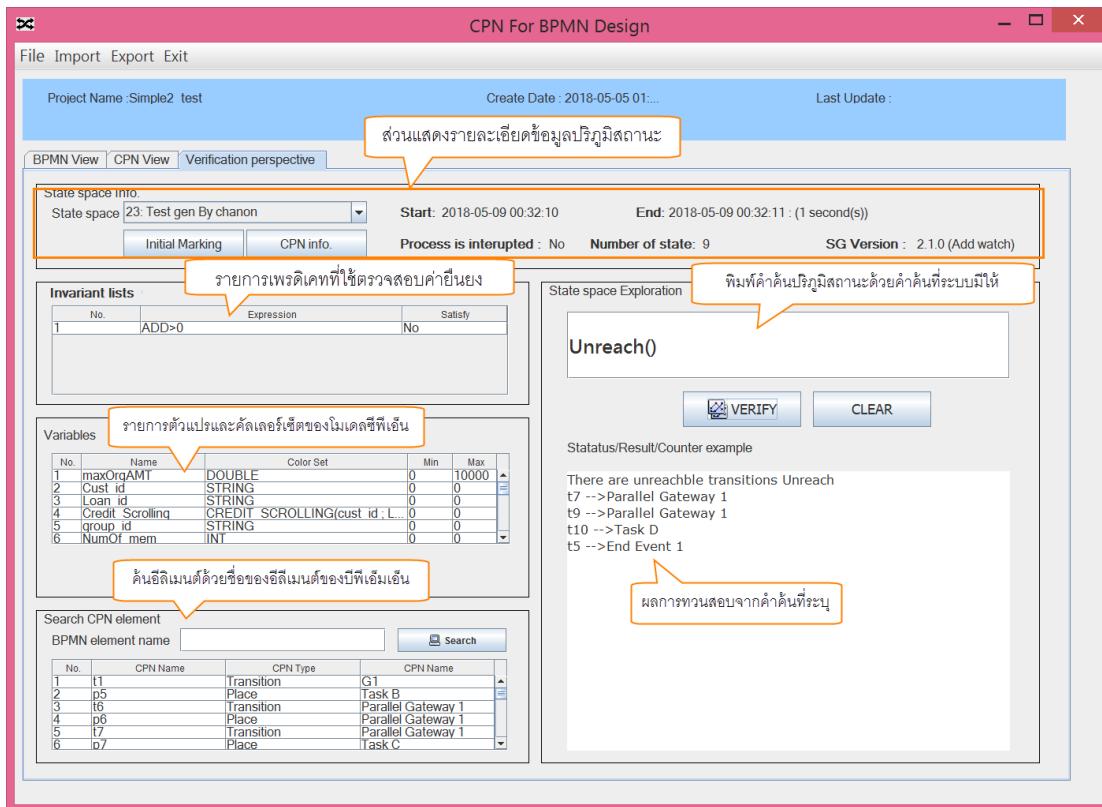 CPN For BPMN Design
File Import Export Exit
Project Name :Simple2_test
Create Date : 2018-05-05 01:...
Last Update :
ส่วนแสดงรายละเอียดข้อมูลปริภูมิสถานะ
BPMN View
CPN View
Verification perspective
State space Info.
State space 23: Test gen By chanon
Start: 2018-05-09 00:32:10
End: 2018-05-09 00:32:11 : (1 second(s))
Initial Marking
CPN info.
Process is interupted : No
Number of state: 9
SG Version : 2.1.0 (Add watch)
รายการเพรดิเคทที่ใช้ตรวจสอบค่ายืนยง
พิมพ์คำค้นปริภูมิสถานะด้วยคำค้นที่ระบบมีให้
Invariant lists
No. Expression Satisfy
1 ADD>0 No
State space Exploration
Unreach()
VERIFY
CLEAR
รายการตัวแปรและคัลเลอร์เซ็ตของโมเดลซีพีเอ็น
Variables
No. Name Color Set Min Max
1 maxOrgAMT DOUBLE 0 10000
2 Cust_id STRING 0 0
3 Loan_id STRING 0 0
4 Credit_Scrolling CREDIT_SCROLLING(cust_id ; L... 0 0
5 group_id STRING 0 0
6 NumOf_mem INT 0 0
Statatus/Result/Counter example
There are unreachble transitions Unreach
t7 -->Parallel Gateway 1
t9 -->Parallel Gateway 1
t10 -->Task D
t5 -->End Event 1
ผลการทวนสอบจากคำค้นที่ระบุ
ค้นอีลิเมนต์ด้วยชื่อของอีลีเมนต์ของบีพีเอ็มเอ็น
Search CPN element
BPMN element name
Search
No. CPN Name CPN Type CPN Name
1 t1 Transition G1
2 p5 Place Task B
3 t6 Transition Parallel Gateway 1
4 p6 Place Parallel Gateway 1
5 t7 Transition Parallel Gateway 1
6 p7 Place Task C